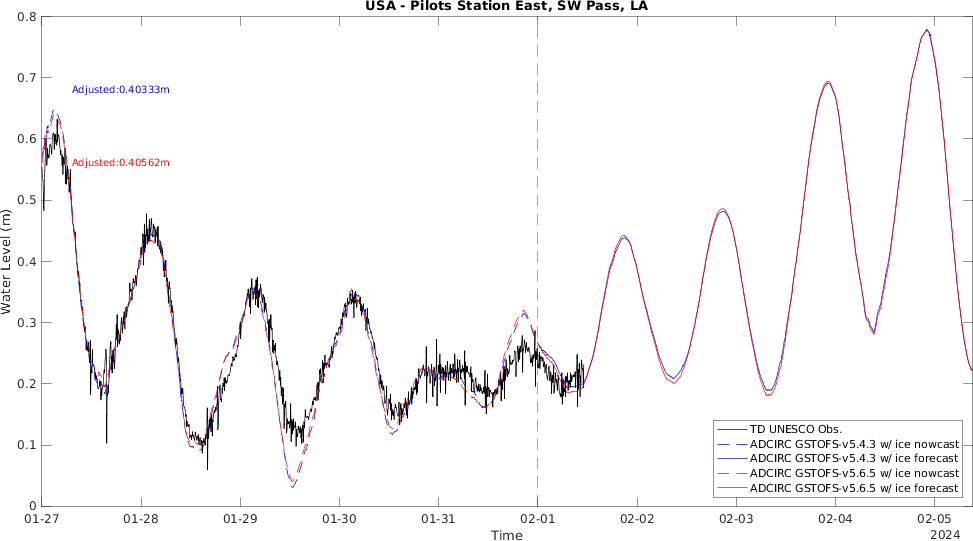 USA - Pilots Station East, SW Pass, LA
0.8
0.7
0.6
0.5
0.4
0.3
0.2
0.1
0
Water Level (m)
Adjusted:0.40333m
Adjusted:0.40562m
TD UNESCO Obs.
ADCIRC GSTOFS-v5.4.3 w/ ice nowcast
ADCIRC GSTOFS-v5.4.3 w/ ice forecast
ADCIRC GSTOFS-v5.6.5 w/ ice nowcast
ADCIRC GSTOFS-v5.6.5 w/ ice forecast
01-27 01-28 01-29 01-30 01-31 02-01 02-02 02-03 02-04 02-05
Time
2024